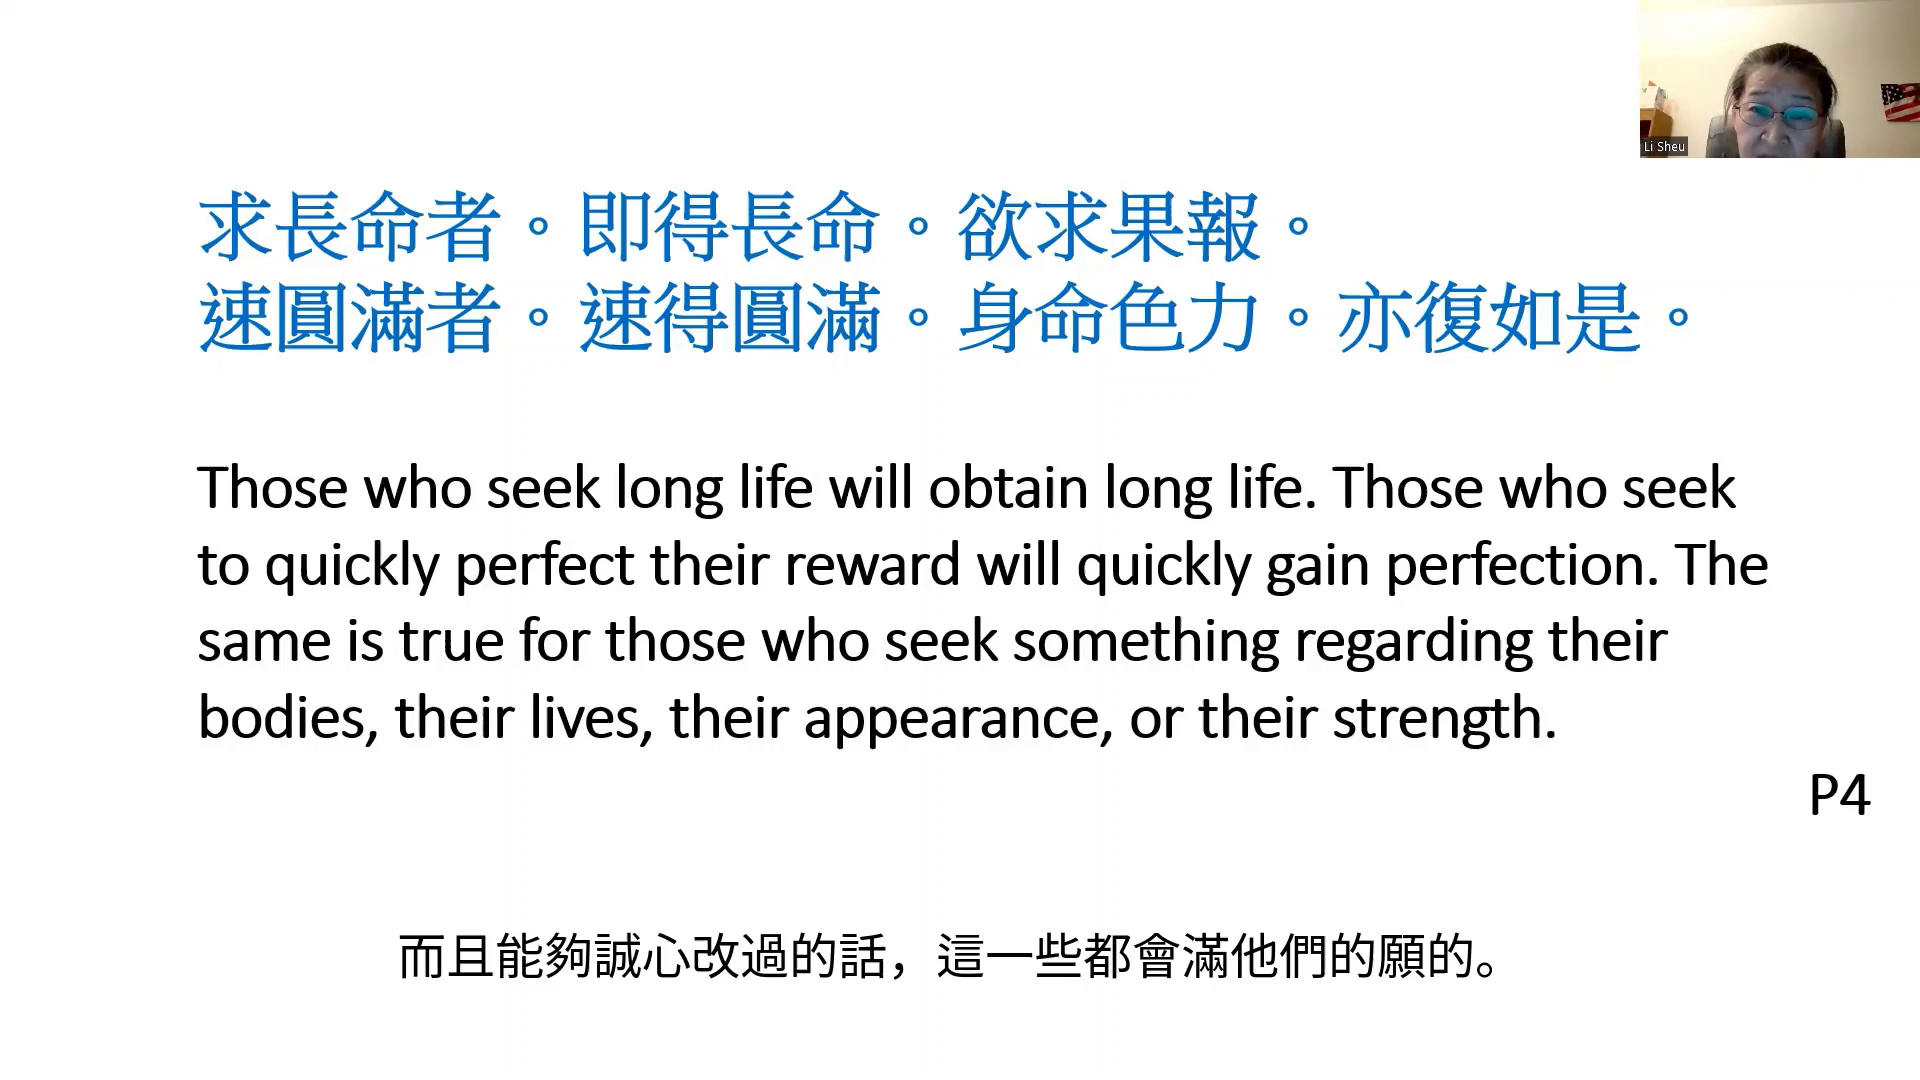 Li Sheu
求長命者。即得長命。欲求果報。
速圓滿者。速得圓滿。身命色力。亦復如是。
Those who seek long life will obtain long life. Those who seek
to quickly perfect their reward will quickly gain perfection. The
same is true for those who seek something regarding their
bodies, their lives, their appearance, or their strength.
P4
而且能夠誠心改過的話，這一些都會滿他們的願的。